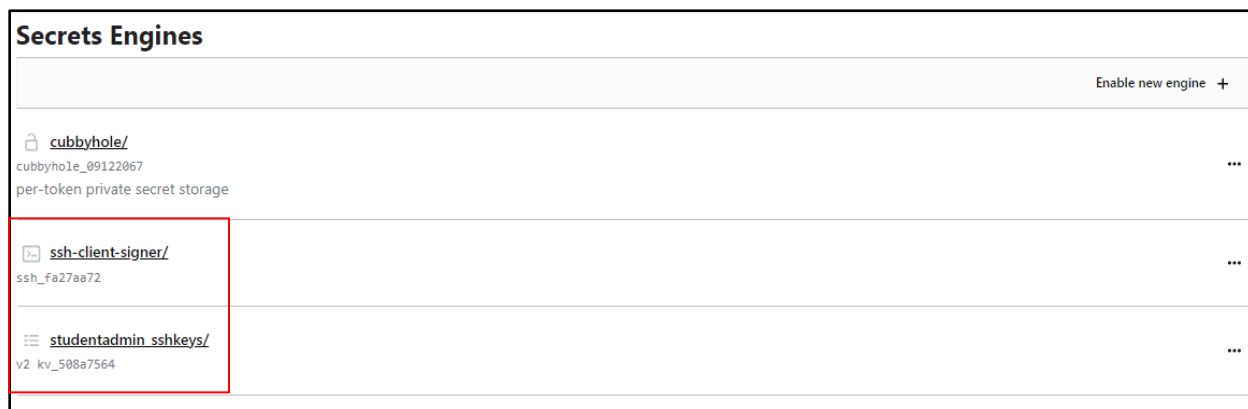 Secrets Engines
Enable new engine +
cubbyhole/
cubbyhole_09122067
per-token private secret storage
ssh-client-signer/
ssh_fa27aa72
studentadmin_sshkeys/
v2 kv_508a7564